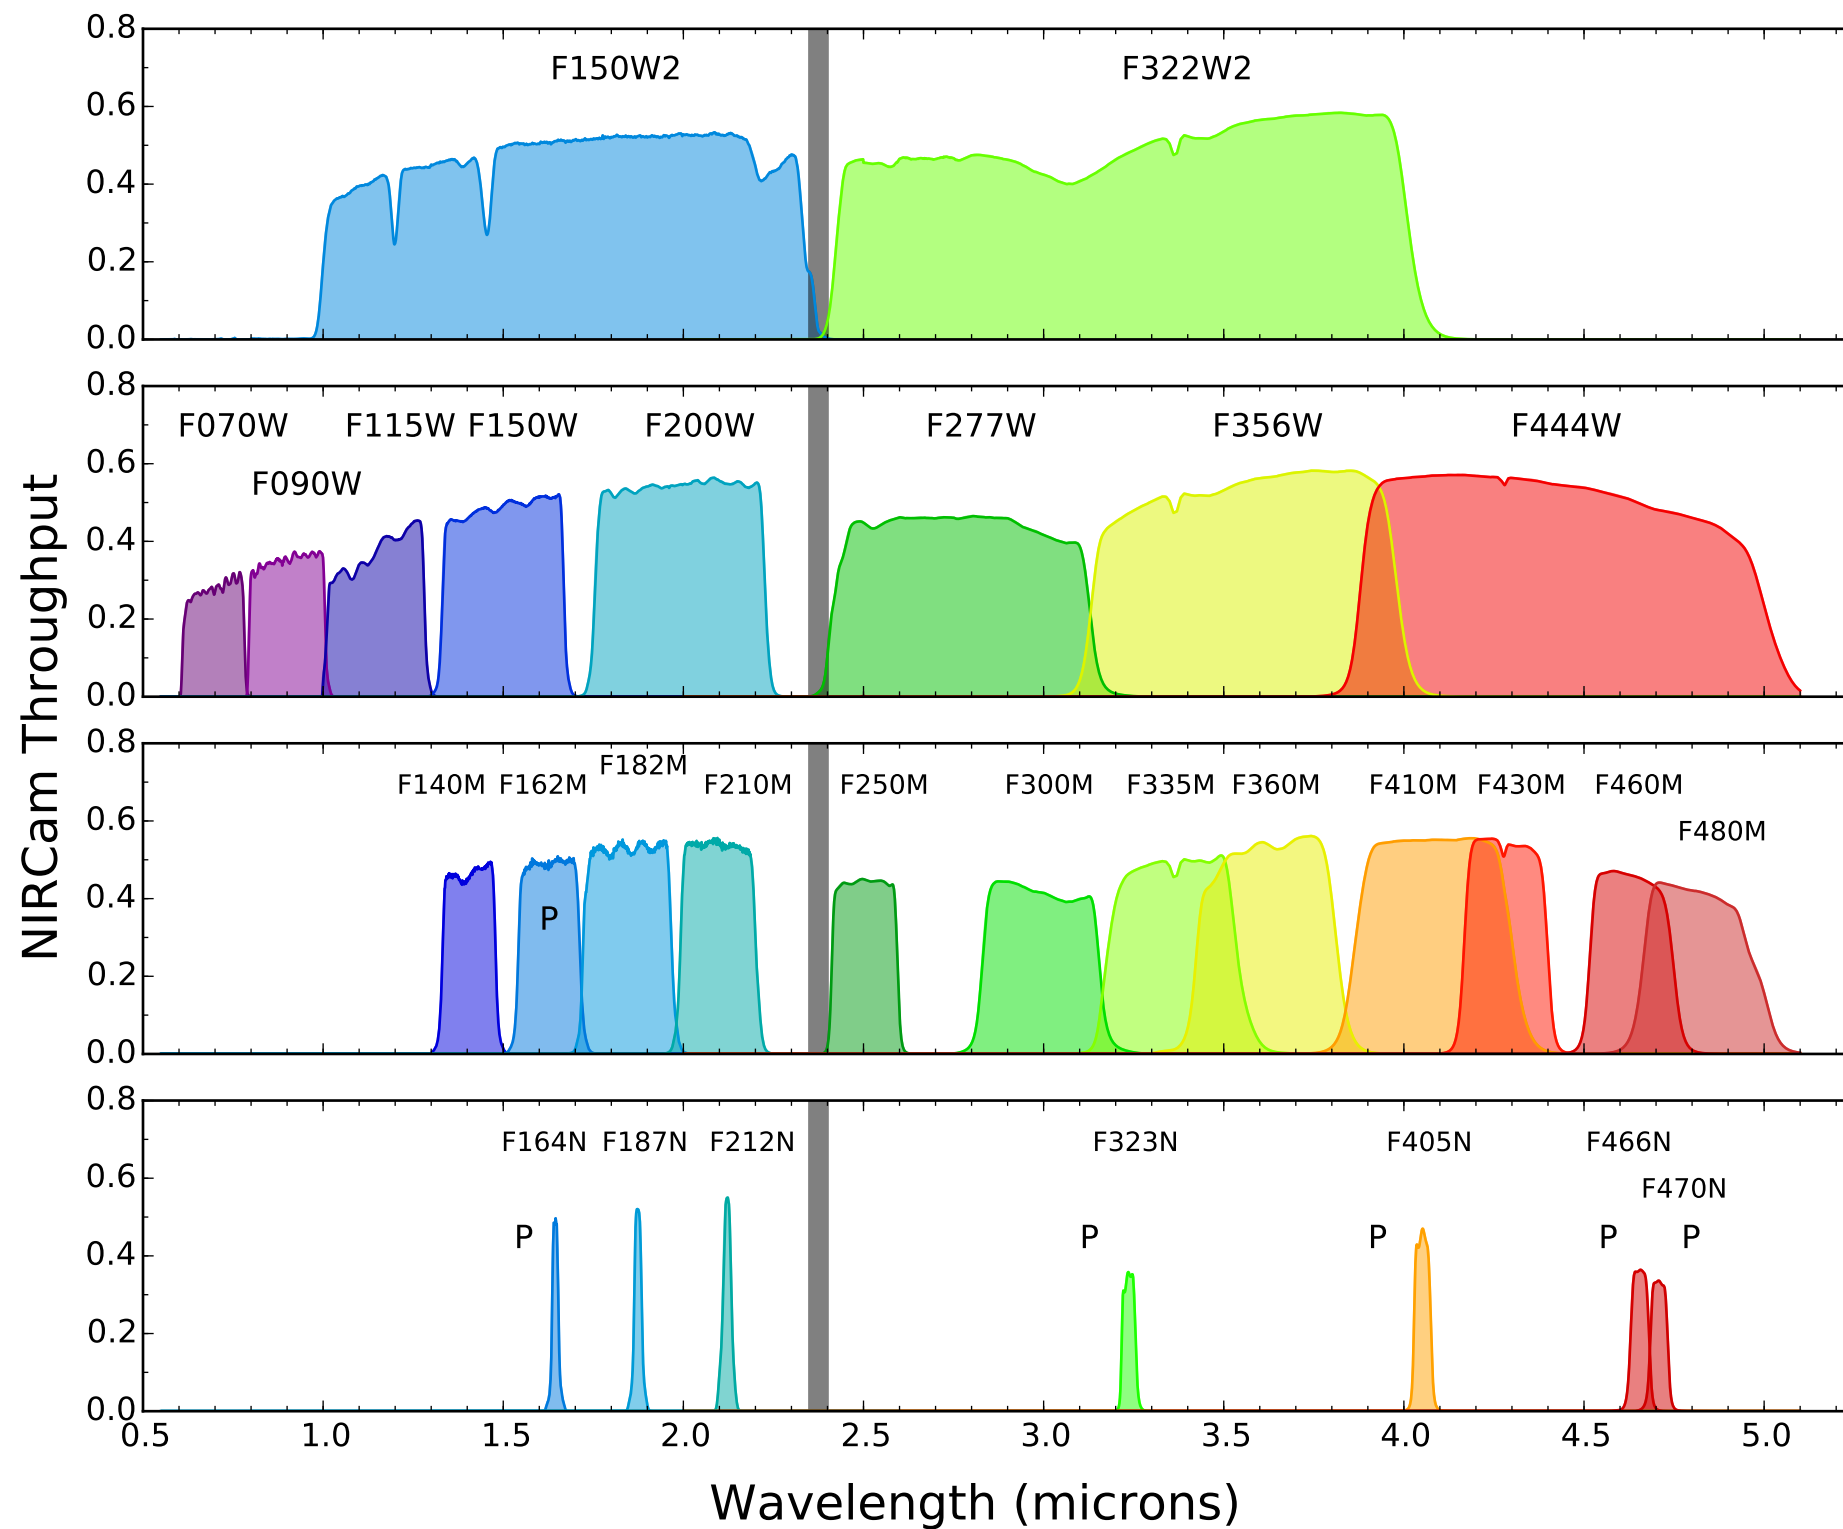 NIRCam Throughput
0.8
F150W2 F322W2
0.6
0.4
0.2
0.0
0.8
F070W F115W F150W F200W F277W F356W F444W
0.6
F090W
0.4
0.2
0.0
0.8
F182M
F140M F162M F210M F250M F300M F335M F360M F410M F430M F460M
0.6
F480M
0.4
P
0.2
0.0
0.8
F164N F187N F212N F323N F405N F466N
0.6
F470N
P P P P P
0.4
0.2
0.0
0.5 1.0 1.5 2.0 2.5 3.0 3.5 4.0 4.5 5.0
Wavelength (microns)